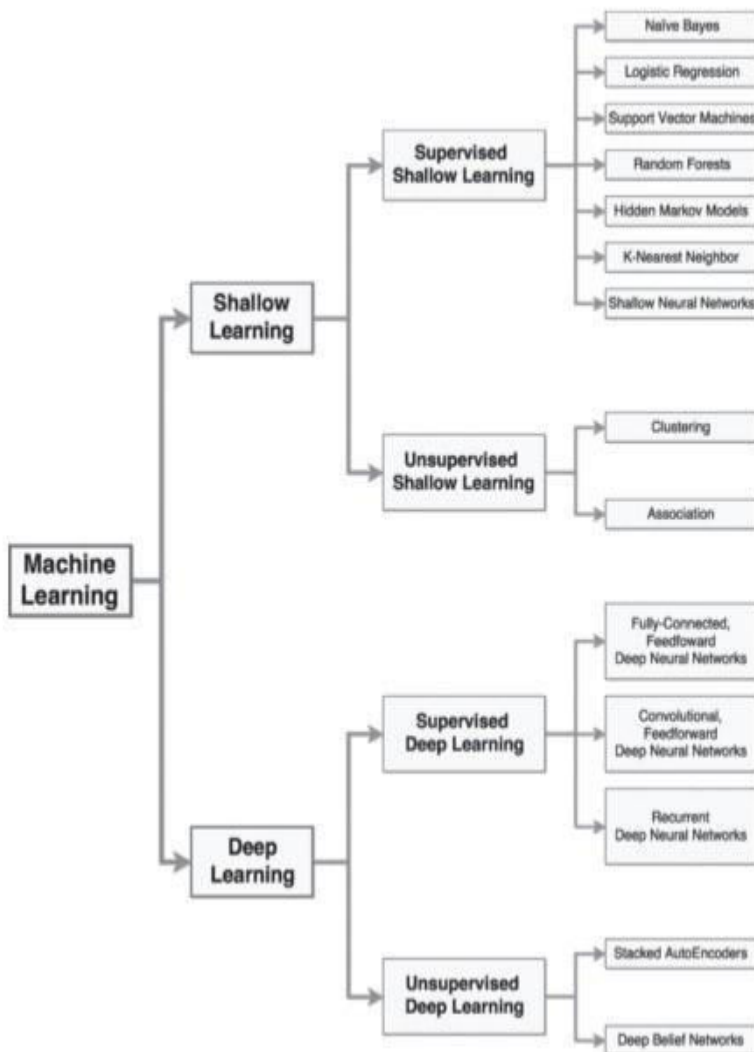 Naïve Bayes
Logistic Regression
Support Vector Machines
Supervised
Shallow Learning
Random Forests
Hidden Markov Models
K-Nearest Neighbor
Shallow Neural Networks
Shallow
Learning
Clustering
Unsupervised
Shallow Learning
Association
Machine
Learning
Fully-Connected,
Feedfoward
Deep Neural Networks
Supervised
Deep Learning
Convolutional,
Feedforward
Deep Neural Networks
Recurrent
Deep Neural Networks
Deep
Learning
Stacked AutoEncoders
Unsupervised
Deep Learning
Deep Belief Networks